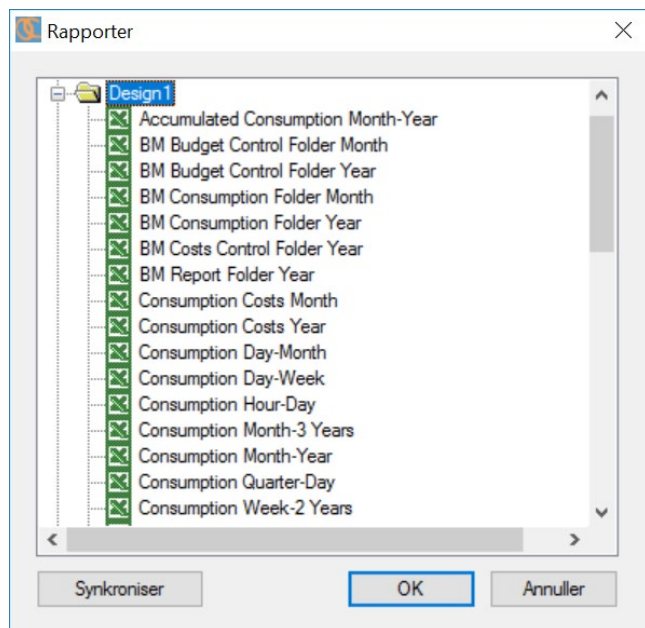 Rapporter
Design1
Accumulated Consumption Month-Year
BM Budget Control Folder Month
BM Budget Control Folder Year
BM Consumption Folder Month
BM Consumption Folder Year
BM Costs Control Folder Year
BM Report Folder Year
Consumption Costs Month
Consumption Costs Year
Consumption Day-Month
Consumption Day-Week
Consumption Hour-Day
Consumption Month-3 Years
Consumption Month-Year
Consumption Quarter-Day
Consumption Week-2 Years
Synkroniser
OK
Annuller